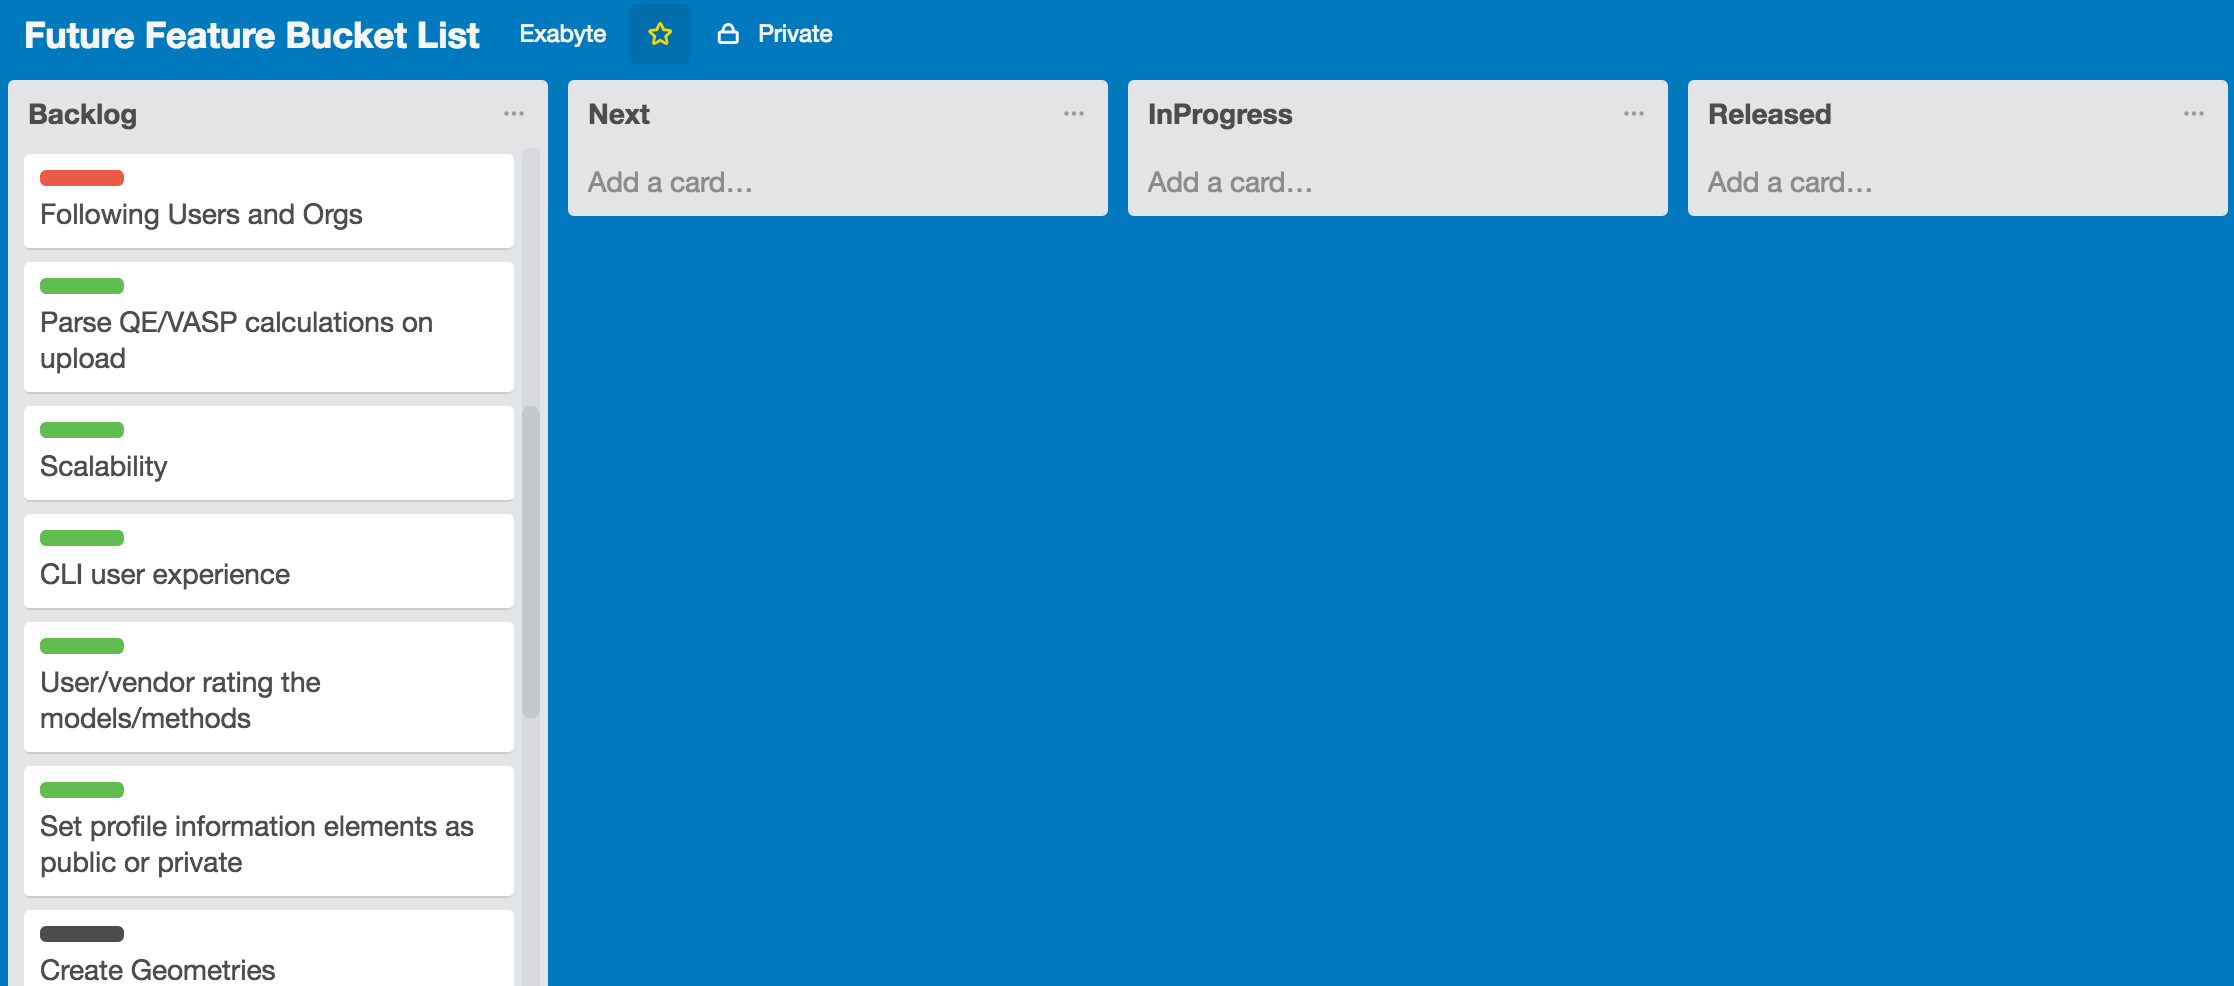 Future Feature Bucket List Exabyte Private
Backlog
Following Users and Orgs
Parse QE/VASP calculations on
upload
Scalability
CLI user experience
User/vendor rating the
models/methods
Set profile information elements as
public or private
Create Geometries
Next
Add a card…
InProgress
Add a card…
Released
Add a card…